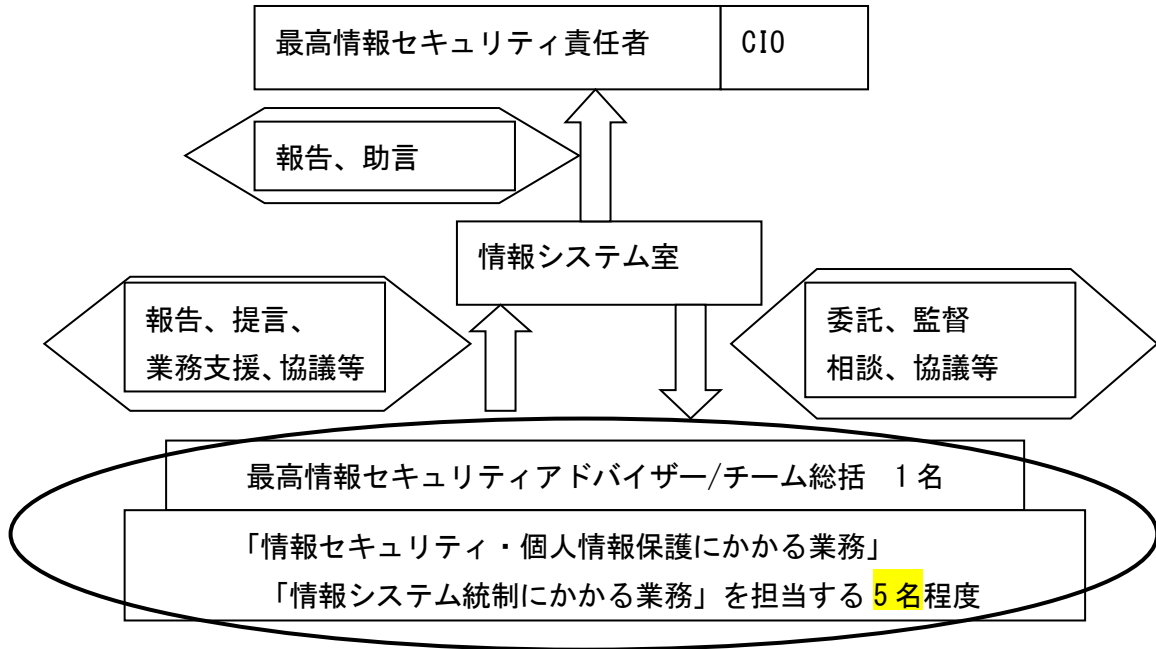 最高情報セキュリティ責任者
CIO
報告、助言
情報システム室
報告、提言、
業務支援、協議等
委託、監督
相談、協議等
最高情報セキュリティアドバイザー/チーム総括　1名
「情報セキュリティ・個人情報保護にかかる業務」
「情報システム統制にかかる業務」を担当する 5名程度